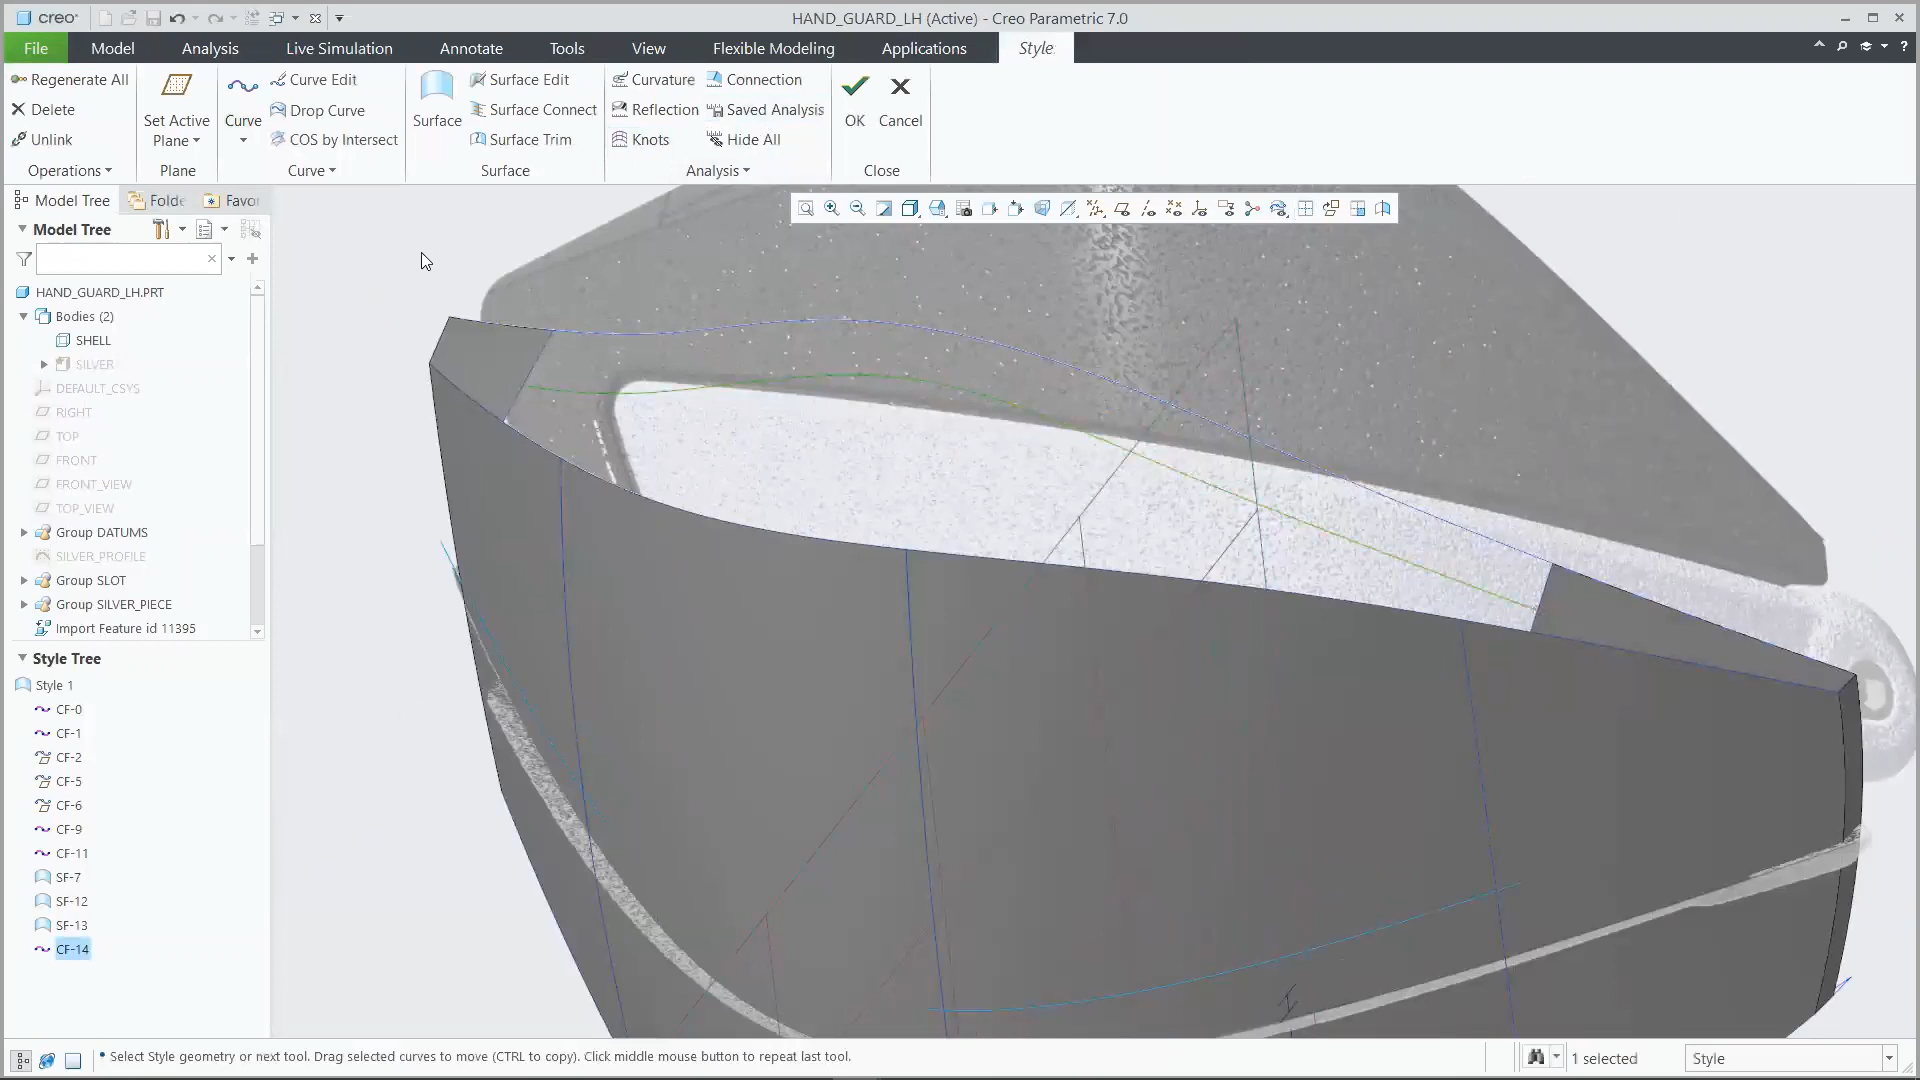 creo
HAND_GUARD_LH (Active) - Creo Parametric 7.0
File Model Analysis Live Simulation Annotate Tools View Flexible Modeling Applications Style
Regenerate All
Delete
Unlink
Operations
Set Active Plane
Plane
Curve
Curve Edit
Drop Curve
COS by Intersect
Curve
Surface
Surface Edit
Surface Connect
Surface Trim
Surface
Curvature
Reflection
Knots
Connection
Saved Analysis
Hide All
Analysis
OK
Cancel
Close
Model Tree Folde Favor
Model Tree
HAND_GUARD_LH.PRT
Bodies (2)
SHELL
SILVER
DEFAULT_CSYS
RIGHT
TOP
FRONT
FRONT_VIEW
TOP_VIEW
Group DATUMS
SILVER_PROFILE
Group SLOT
Group SILVER_PIECE
Import Feature id 11395
Style Tree
Style 1
CF-0
CF-1
CF-2
CF-5
CF-6
CF-9
CF-11
SF-7
SF-12
SF-13
CF-14
• Select Style geometry or next tool. Drag selected curves to move (CTRL to copy). Click middle mouse button to repeat last tool.
1 selected
Style